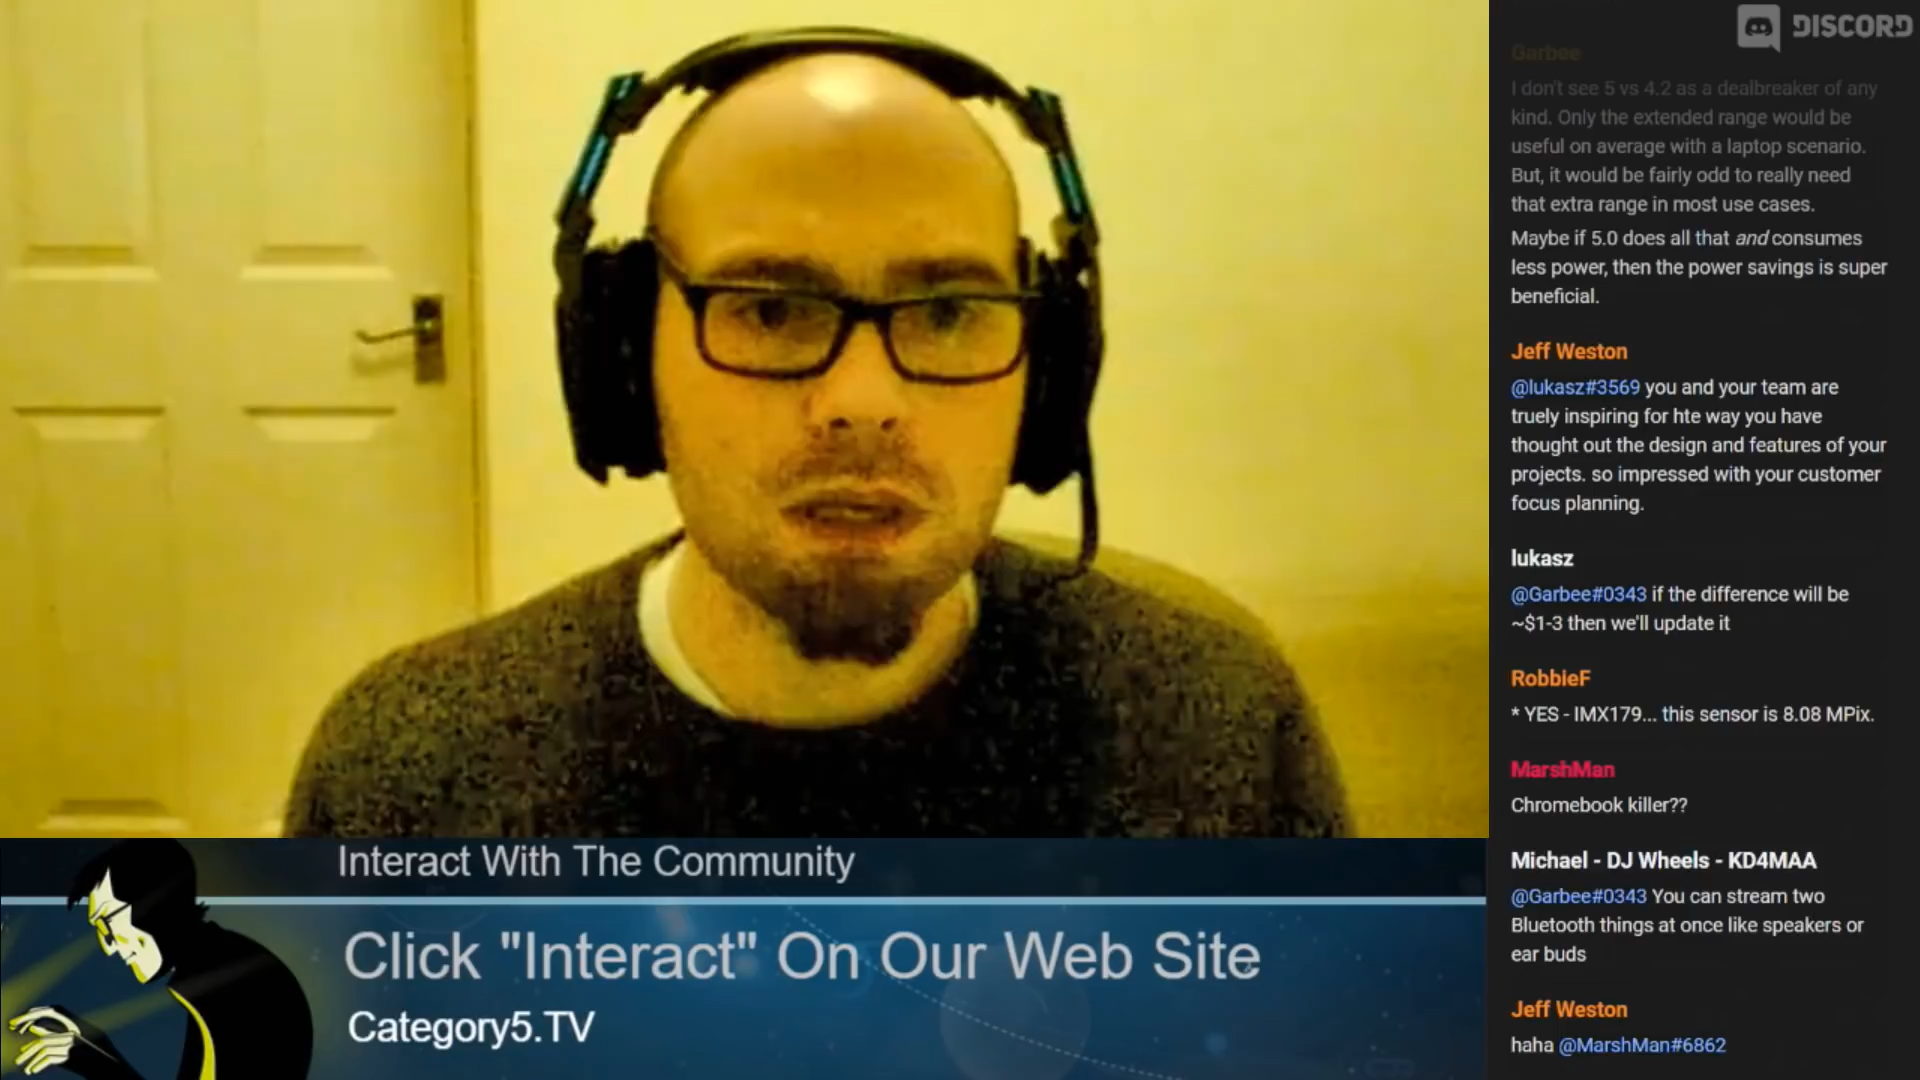 DISCORD
Garbee
I don't see 5 vs 4.2 as a dealbreaker of any
kind. Only the extended range would be
useful on average with a laptop scenario.
But, it would be fairly odd to really need
that extra range in most use cases.
Maybe if 5.0 does all that and consumes
less power, then the power savings is super
beneficial.
Jeff Weston
@lukasz#3569 you and your team are
truely inspiring for hte way you have
thought out the design and features of your
projects. so impressed with your customer
focus planning.
lukasz
@Garbee#0343 if the difference will be
~$1-3 then we'll update it
RobbieF
* YES - IMX179... this sensor is 8.08 MPix.
MarshMan
Chromebook killer??
Michael - DJ Wheels - KD4MAA
@Garbee#0343 You can stream two
Bluetooth things at once like speakers or
ear buds
Jeff Weston
haha @MarshMan#6862
Interact With The Community
Click "Interact" On Our Web Site
Category5.TV